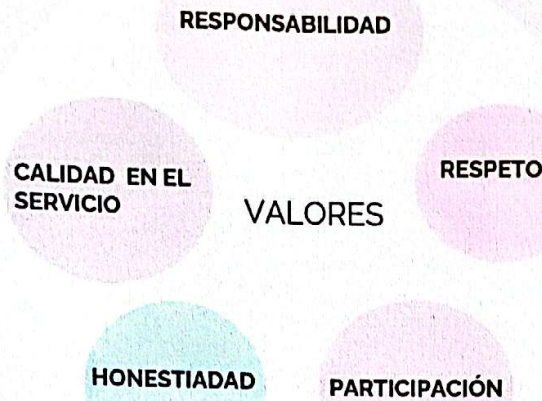 RESPONSABILIDAD
CALIDAD EN EL
SERVICIO
RESPETO
VALORES
HONESTIADAD
PARTICIPACIÓN